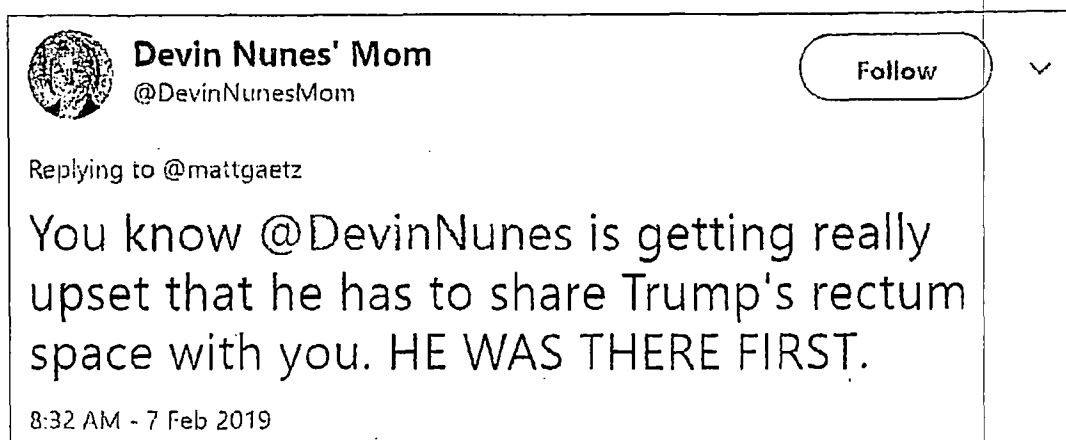 Devin Nunes' Mom
@DevinNunesMom
Follow
Replying to @mattgaetz
You know @DevinNunes is getting really
upset that he has to share Trump's rectum
space with you. HE WAS THERE FIRST.
8:32 AM - 7 Feb 2019